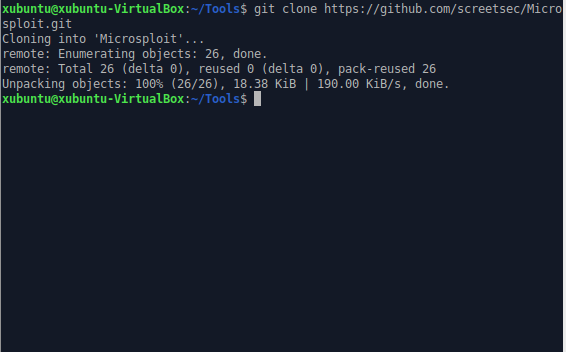 xubuntu@xubuntu-VirtualBox:~/Tools$ git clone https://github.com/screetsec/Micro
sploit.git
Cloning into 'Microsploit'...
remote: Enumerating objects: 26, done.
remote: Total 26 (delta 0), reused 0 (delta 0), pack-reused 26
Unpacking objects: 100% (26/26), 18.38 KiB | 190.00 KiB/s, done.
xubuntu@xubuntu-VirtualBox:~/Tools$